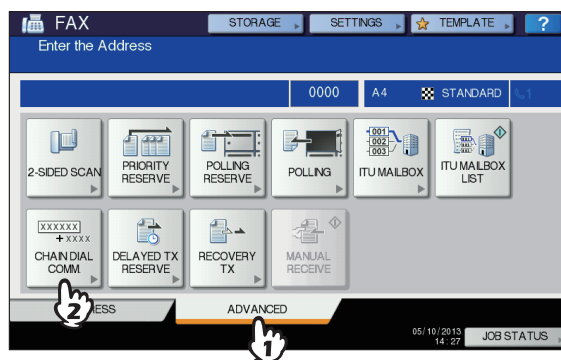 FAX
STORAGE
SETTINGS
TEMPLATE
?
Enter the Address
0000
A4
STANDARD
1
2-SIDED SCAN
PRIORITY
RESERVE
POLLING
RESERVE
POLLING
001
002
003
ITU MAILBOX
ITU MAILBOX
LIST
XXXXXX
+XXXX
CHAIN DIAL
COMM.
DELAYED TX
RESERVE
RECOVERY
TX
MANUAL
RECEIVE
2
ESS
ADVANCED
1
05/10/2013
14:27
JOB STATUS